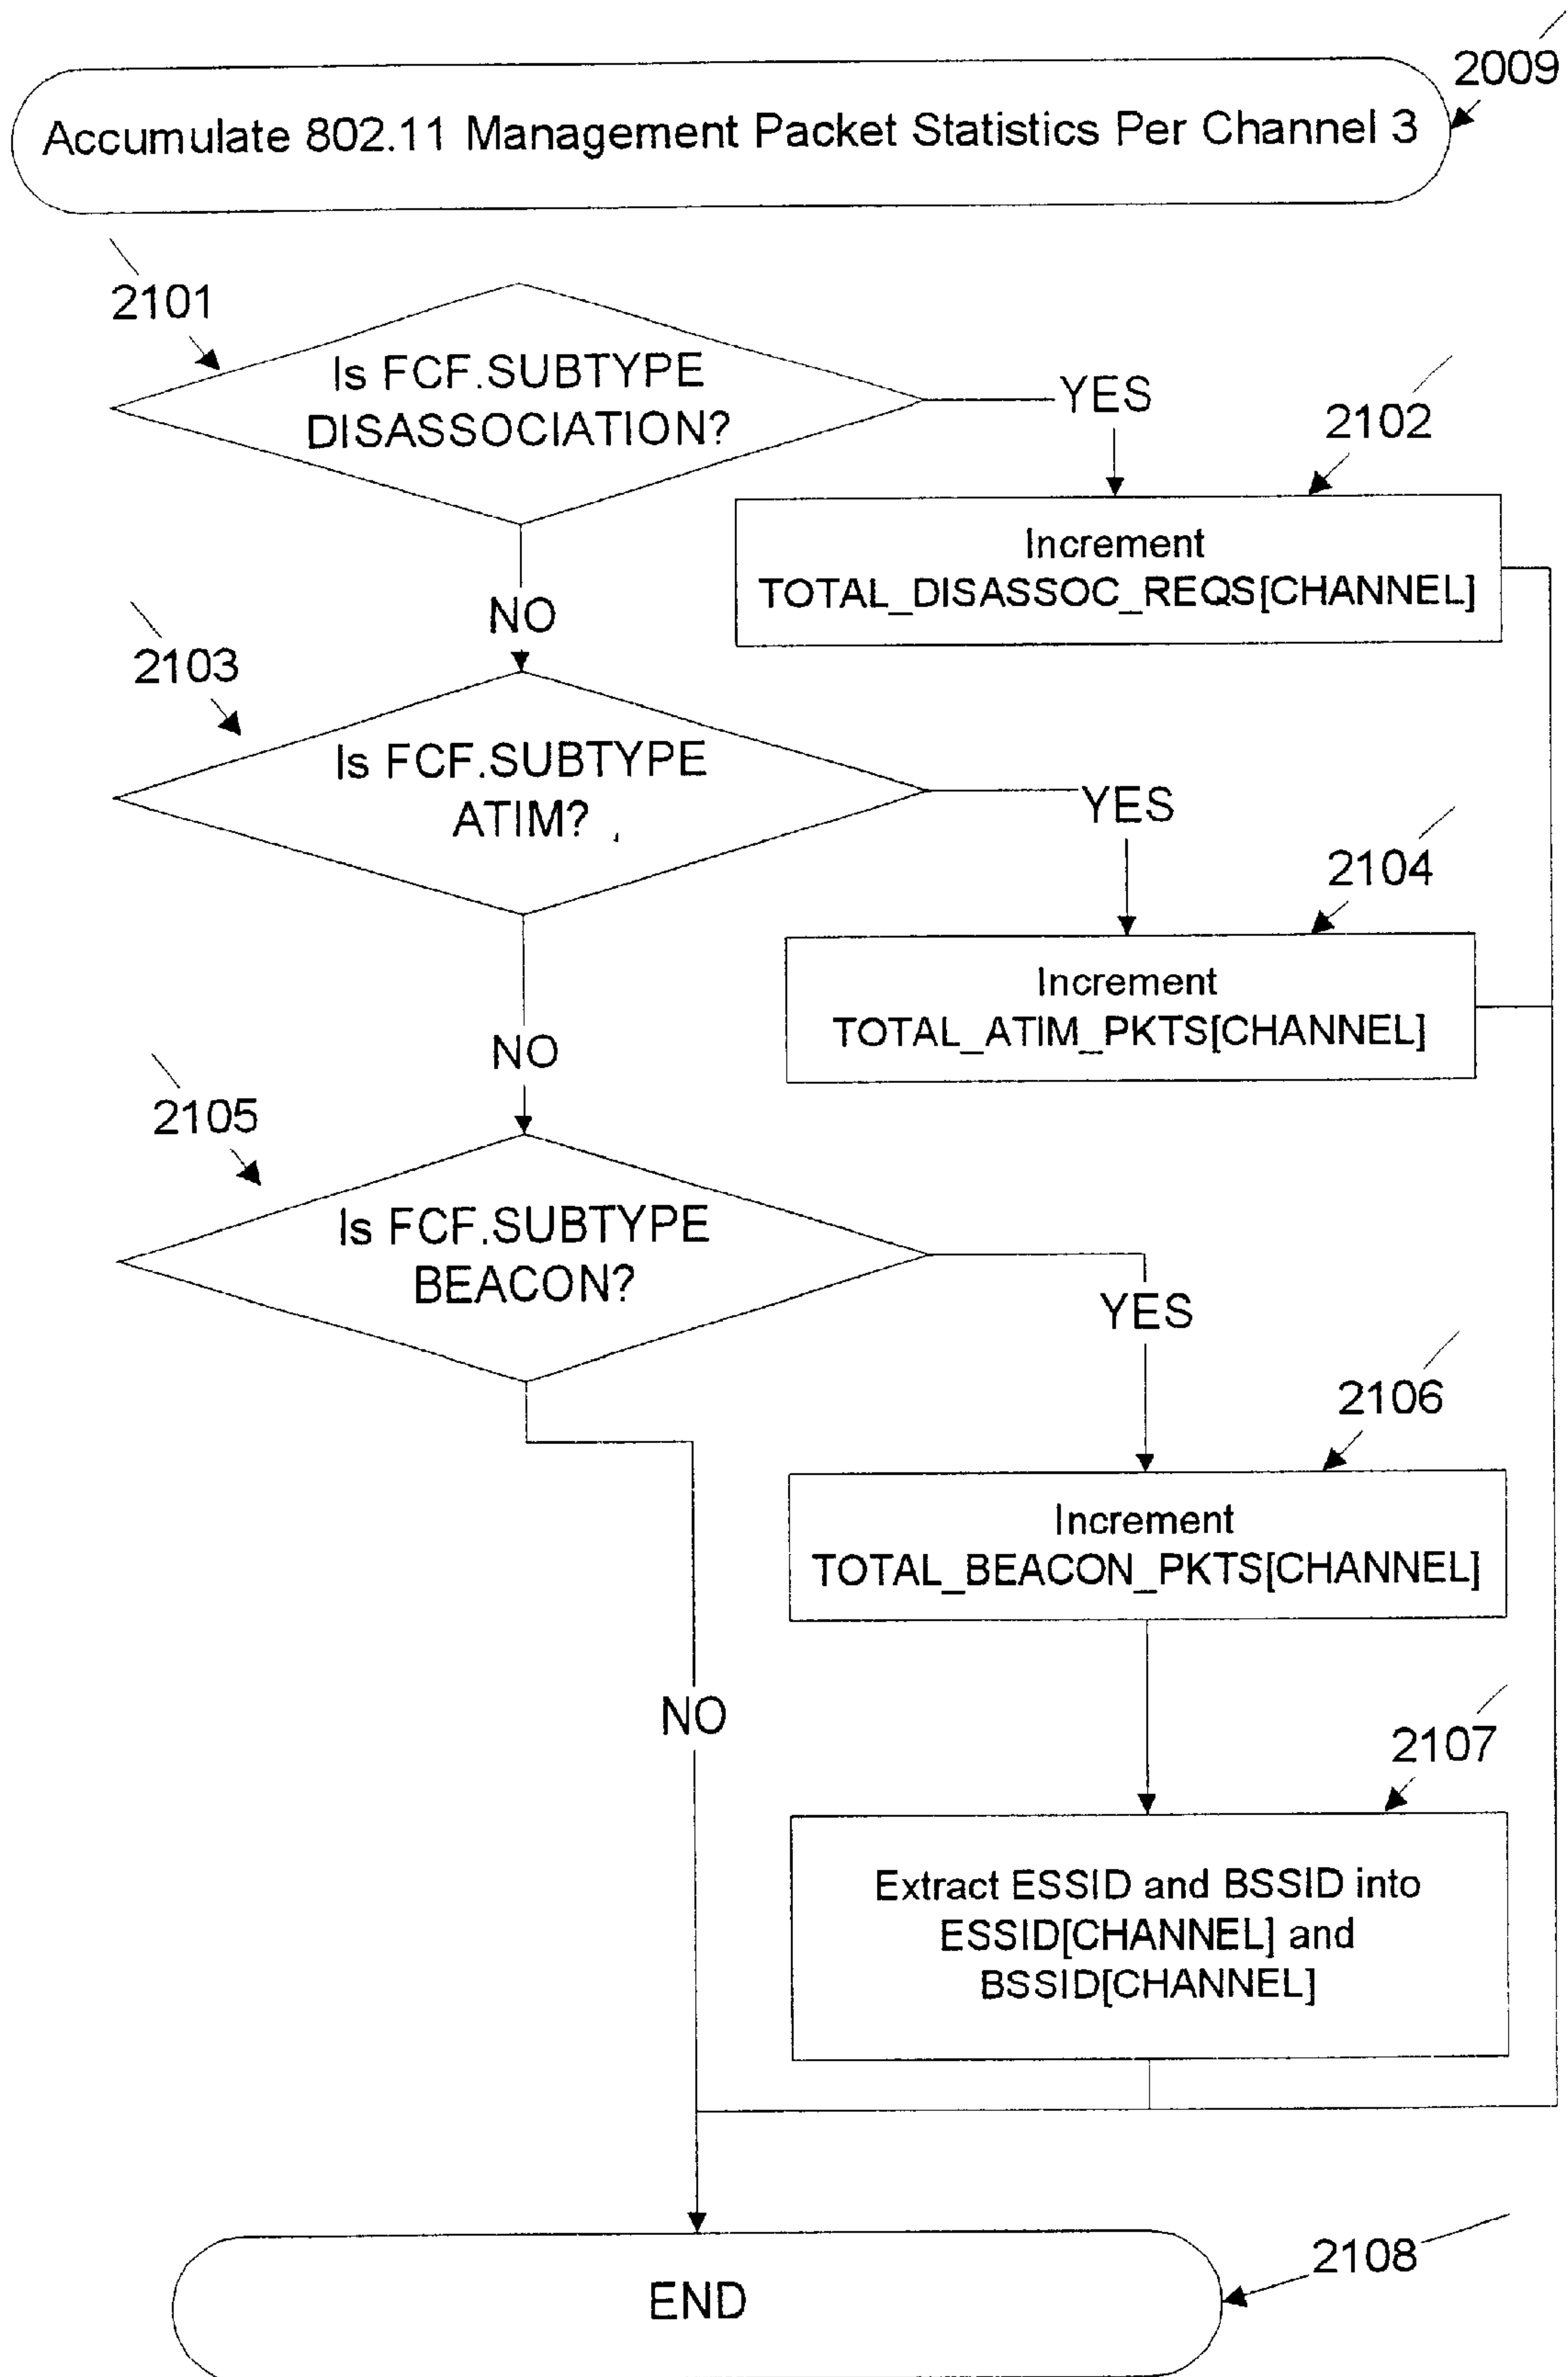 2009
Accumulate 802.11 Management Packet Statistics Per Channel 3
2101
Is FCF.SUBTYPE
DISASSOCIATION?
YES
2102
Increment
TOTAL_DISASSOC_REQS[CHANNEL]
NO
2103
Is FCF.SUBTYPE
ATIM?
YES
2104
Increment
TOTAL_ATIM_PKTS[CHANNEL]
NO
2105
Is FCF.SUBTYPE
BEACON?
YES
2106
Increment
TOTAL_BEACON_PKTS[CHANNEL]
NO
2107
Extract ESSID and BSSID into
ESSID[CHANNEL] and
BSSID[CHANNEL]
2108
END